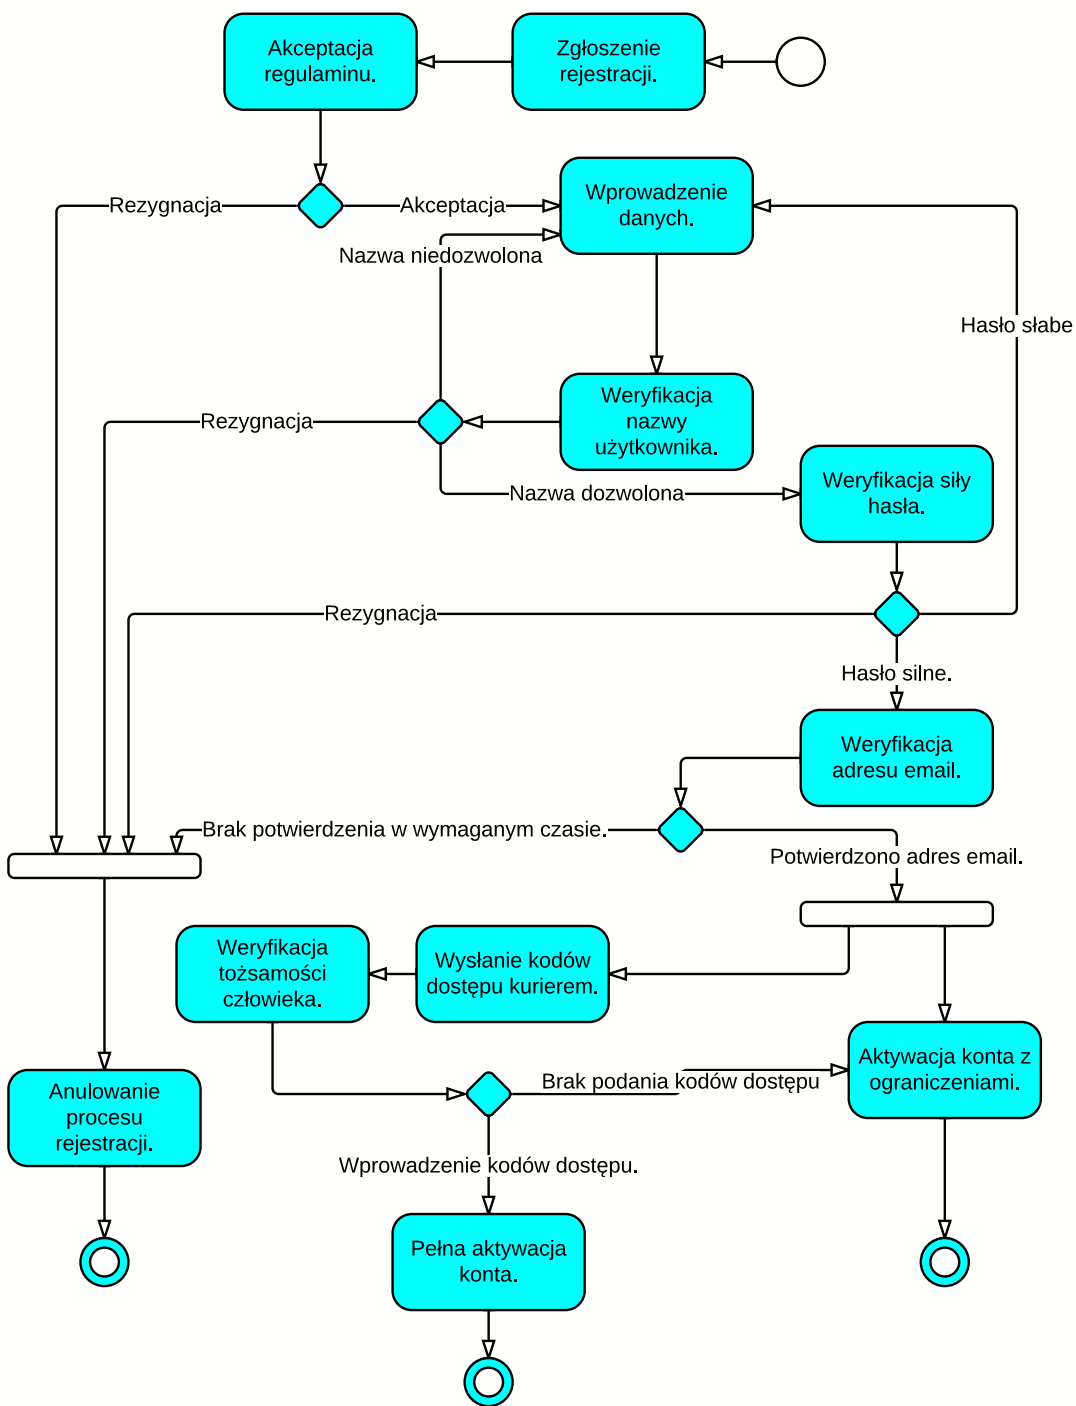 Akceptacja
regulaminu.
Zgłoszenie
rejestracji.
Rezygnacja
Akceptacja
Wprowadzenie
danych.
Nazwa niedozwolona
Hasło słabe
Weryfikacja
nazwy
użytkownika.
Rezygnacja
Weryfikacja siły
hasła.
Nazwa dozwolona
Rezygnacja
Hasło silne.
Weryfikacja
adresu email.
Brak potwierdzenia w wymaganym czasie.
Potwierdzono adres email.
Weryfikacja
tożsamości
człowieka.
Wysłanie kodów
dostępu kurierem.
Aktywacja konta z
ograniczeniami.
Brak podania kodów dostępu
Anulowanie
procesu
rejestracji.
Wprowadzenie kodów dostępu.
Pełna aktywacja
konta.